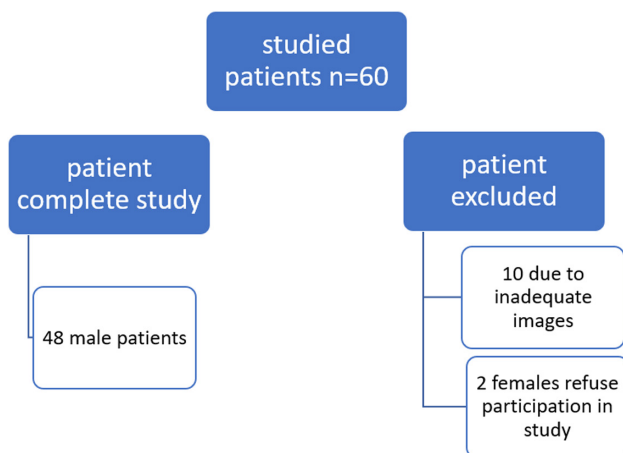 studied
patients n=60
patient
complete study
patient
excluded
48 male patients
10 due to
inadequate
images
2 females refuse
participation in
study